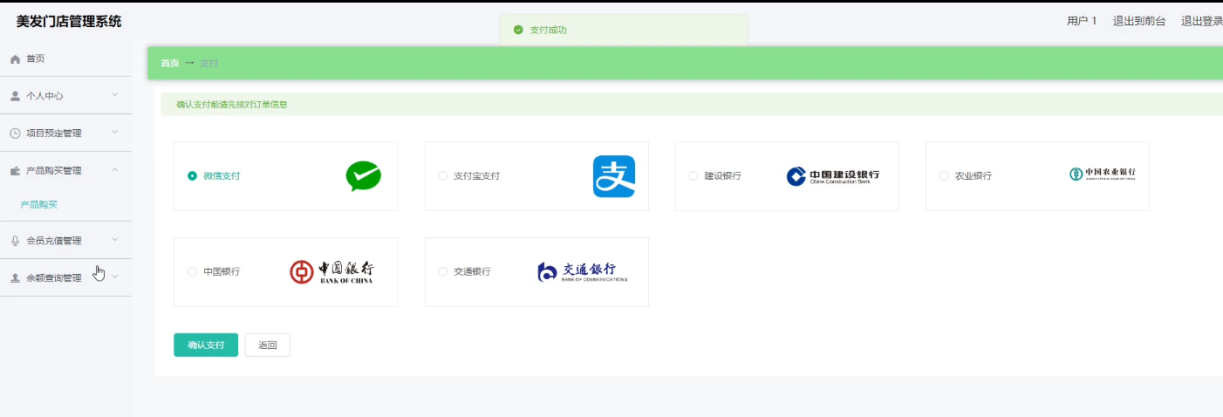 美发门店管理系统
支付成功
用户 1 退出到前台 退出登录
首页
首页 → 支付
个人中心
确认支付前请先核对订单信息
项目预定管理
产品购买管理
微信支付
支付宝支付
支
建设银行
中国建设银行
China Construction Bank
农业银行
中国农业银行
产品购买
会员充值管理
余额查询管理
中国银行
中國銀行
BANK OF CHINA
交通银行
交通銀行
BANK OF COMMUNICATIONS
确认支付 返回